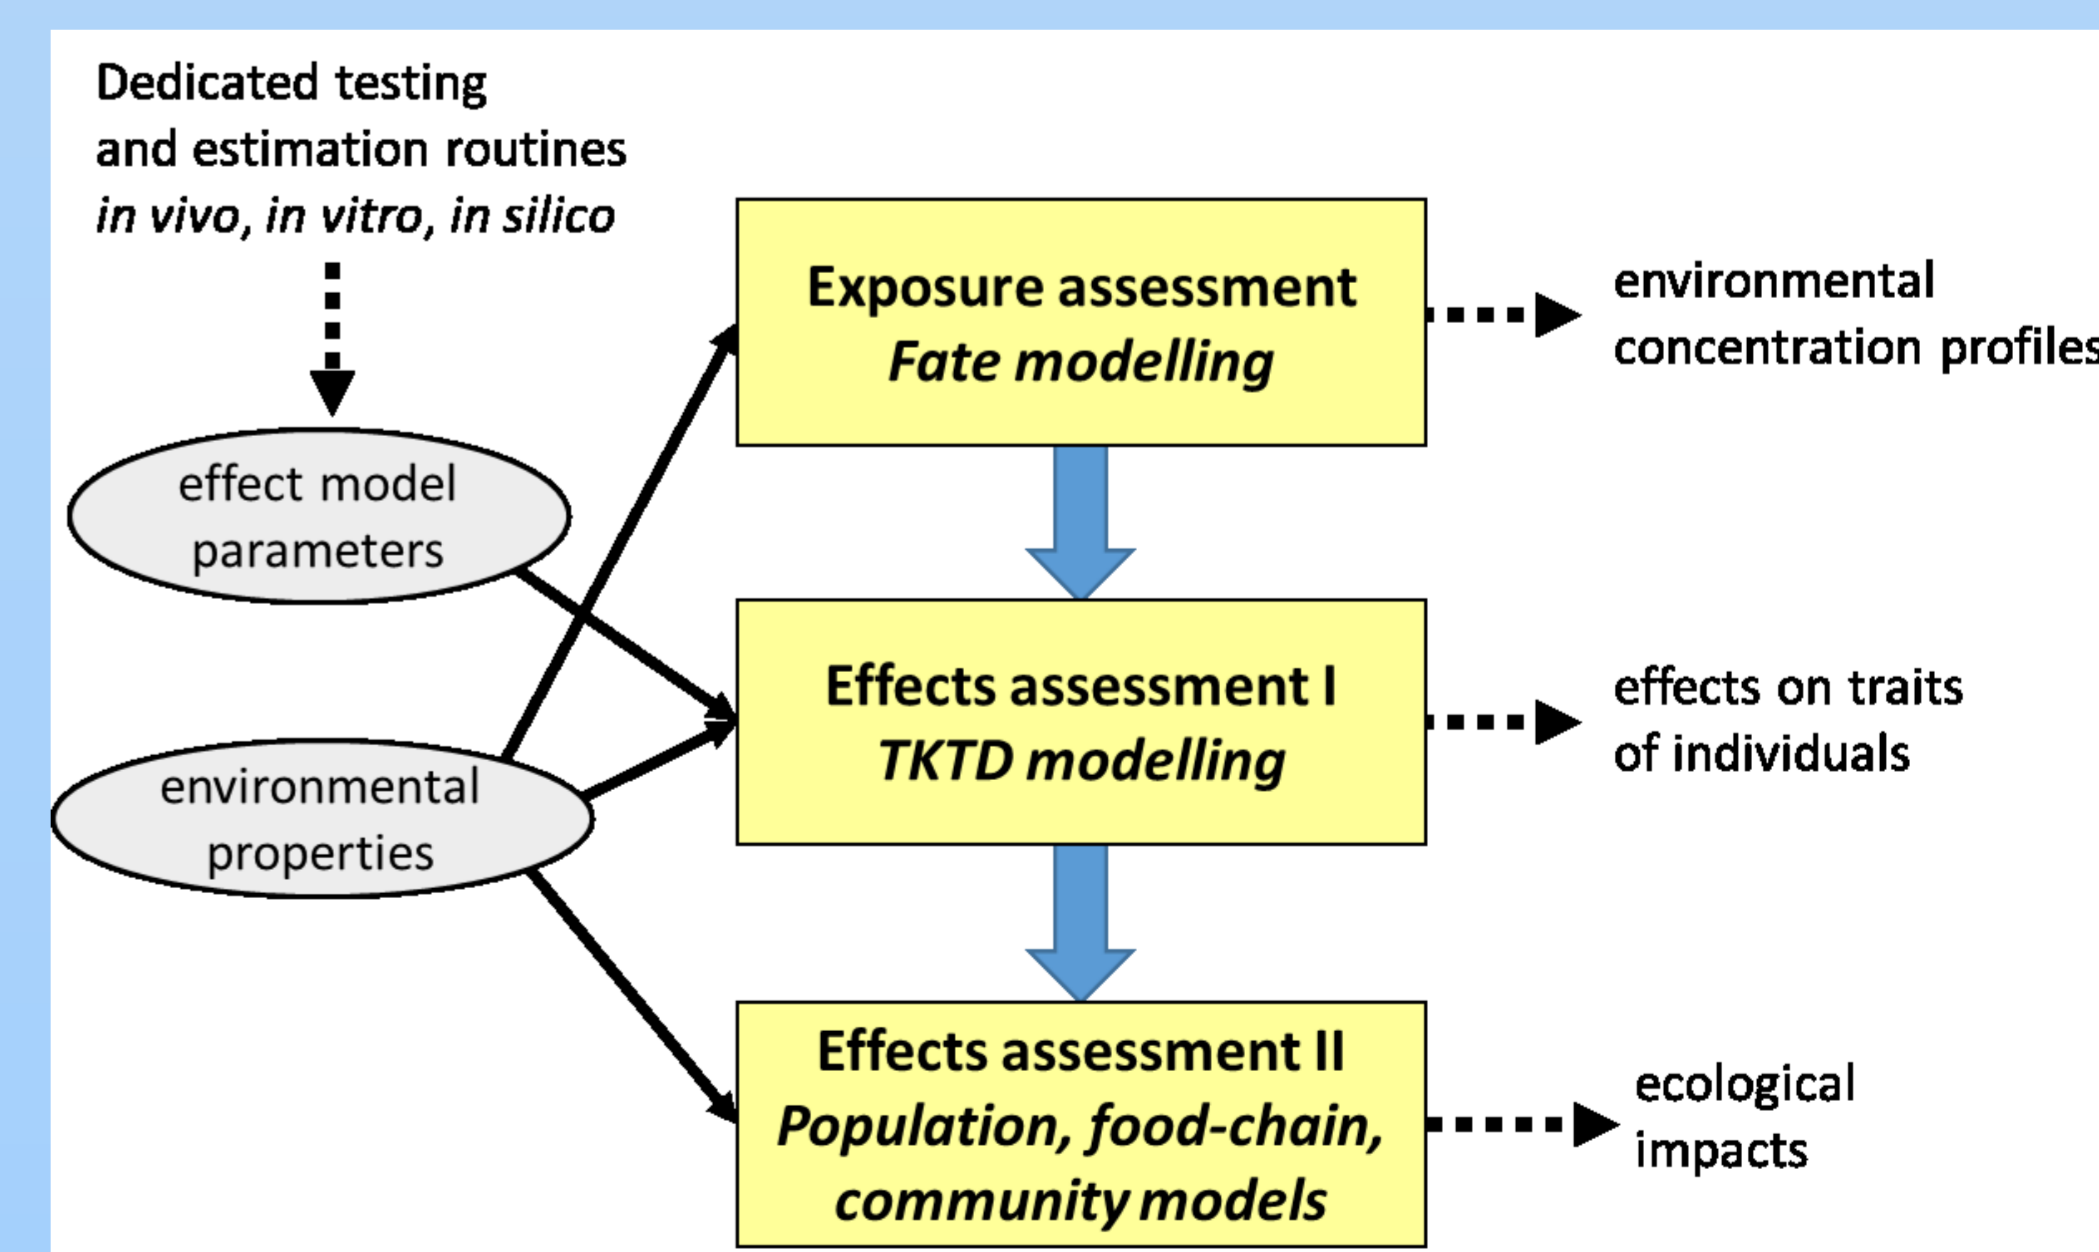 Dedicated testing
and estimation routines
in vivo, in vitro, in silico
effect model
parameters
environmental
properties
Exposure assessment
Fate modelling
environmental
concentration profiles
Effects assessment I
TKTD modelling
effects on traits
of individuals
Effects assessment II
Population, food-chain,
community models
ecological
impacts